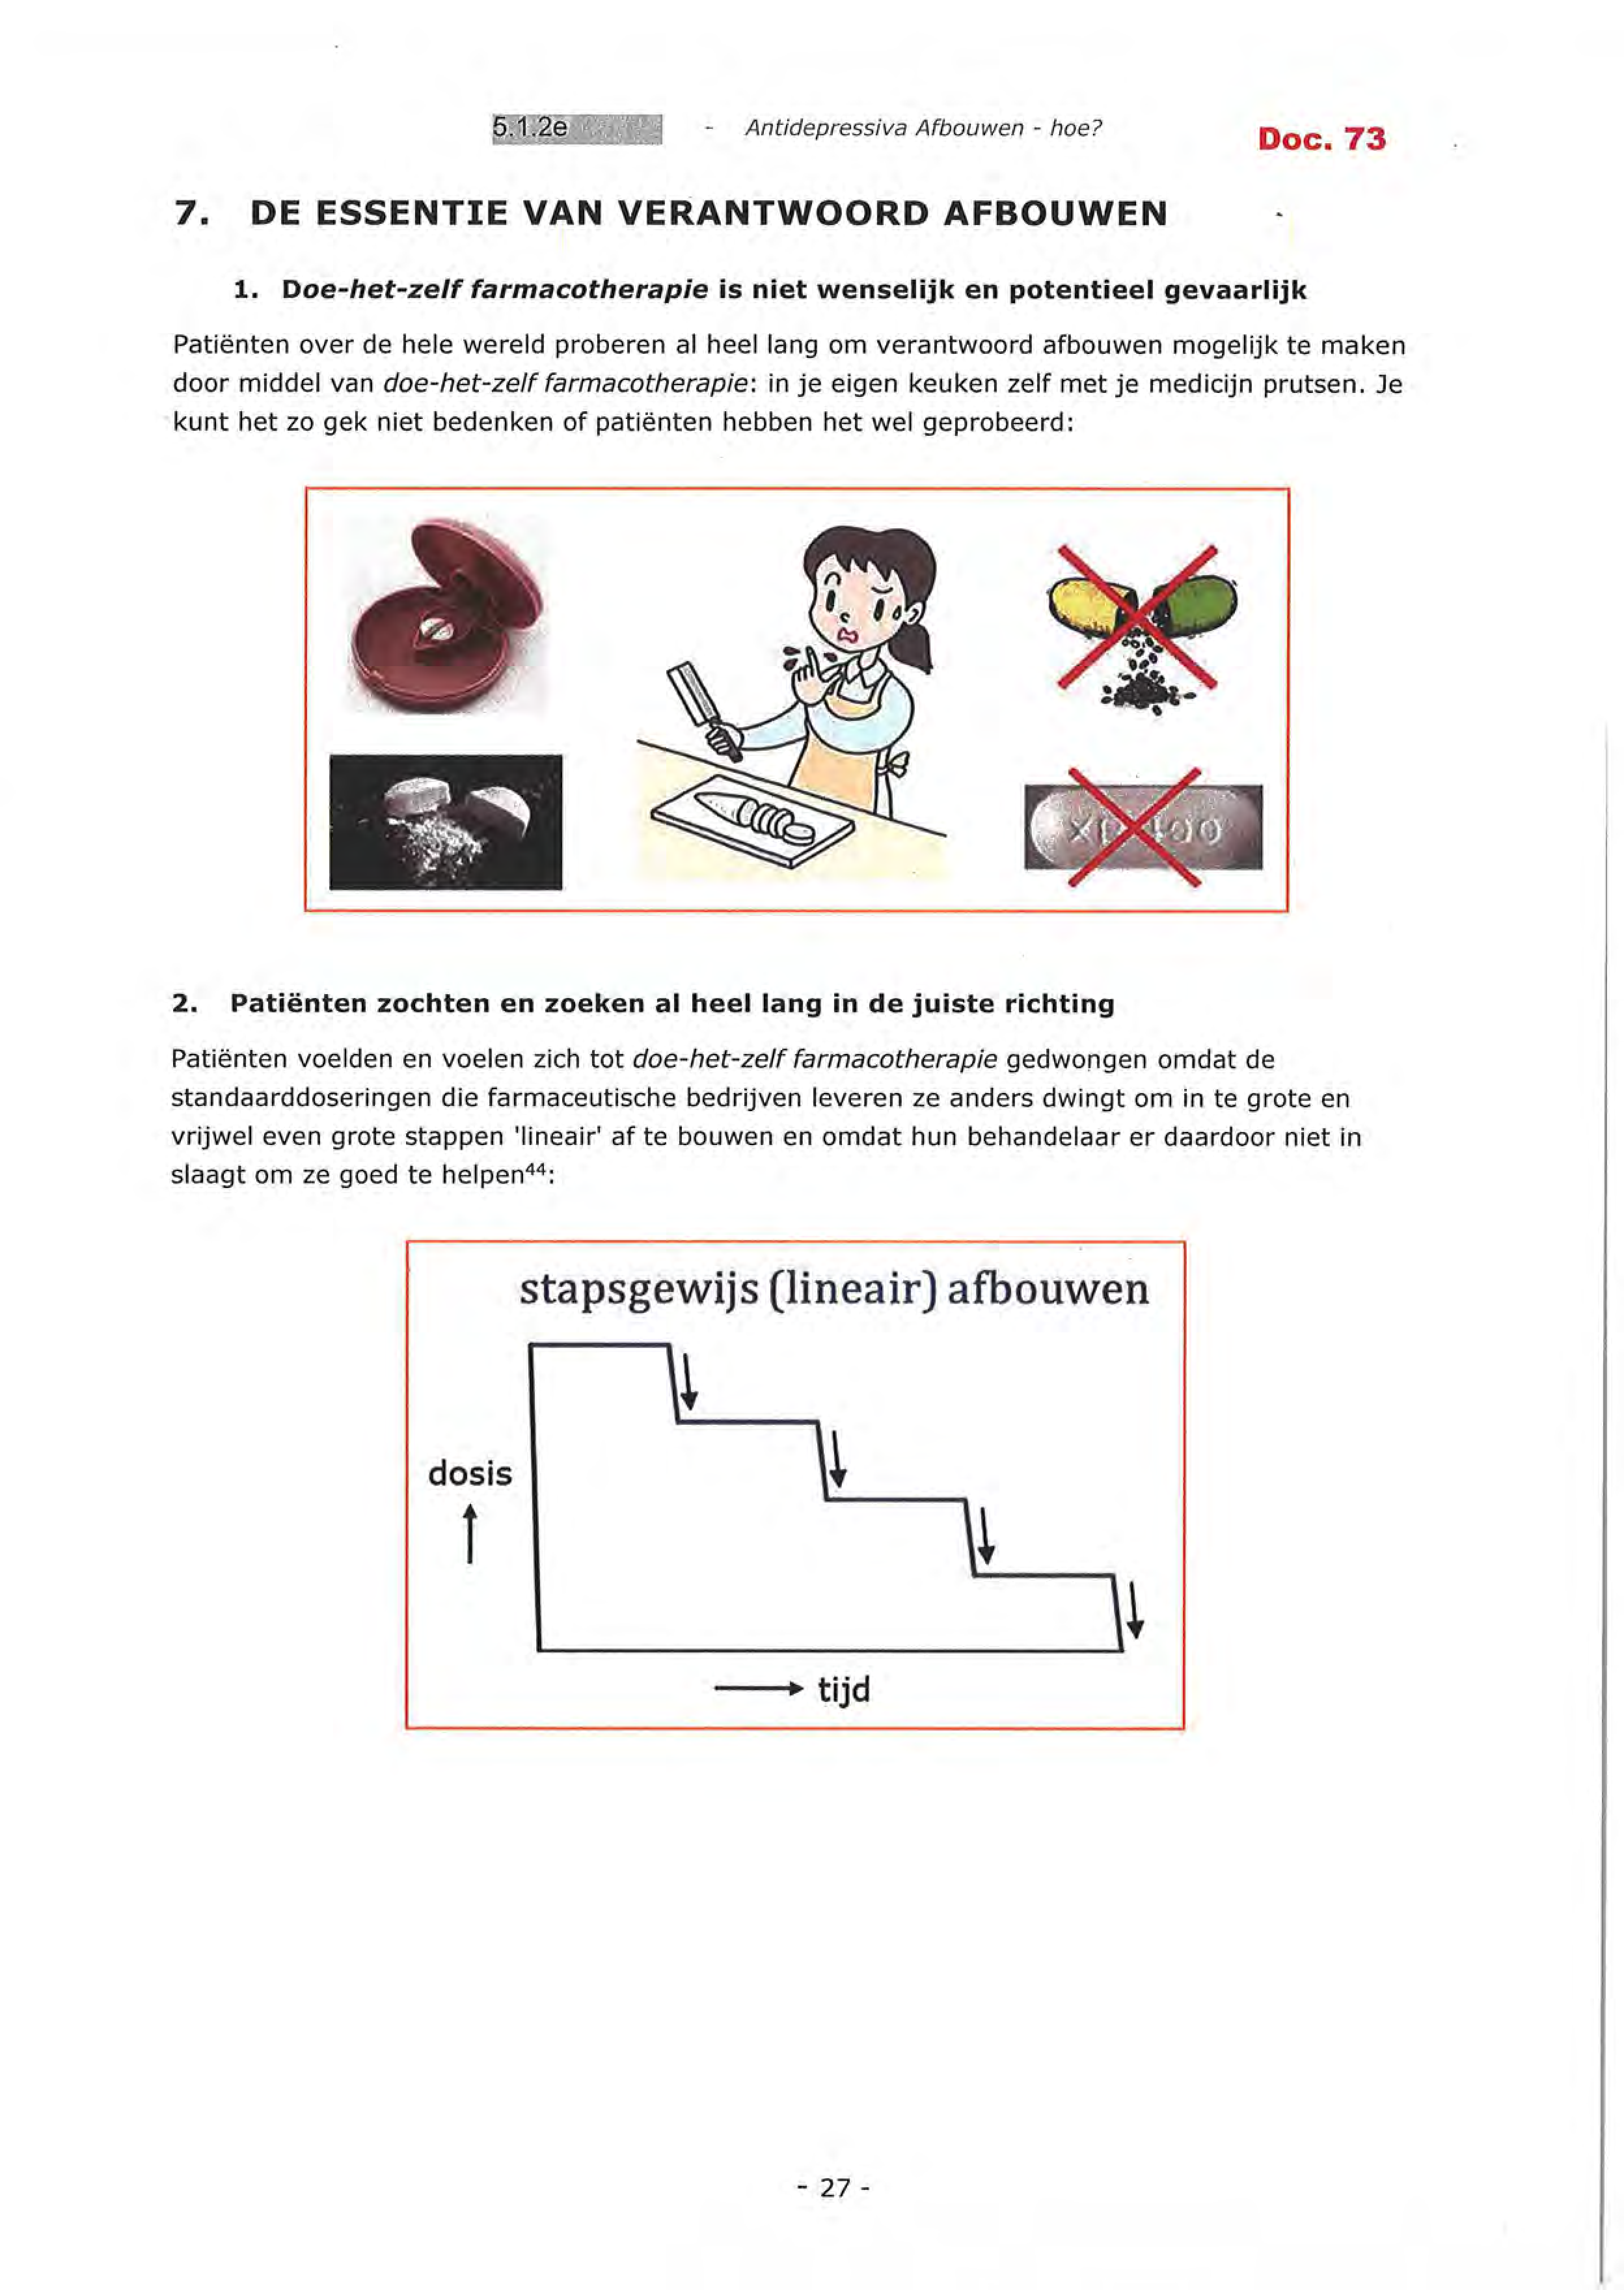 5.1.2e - Antidepressiva Afbouwen - hoe?
Doc. 73
7. DE ESSENTIE VAN VERANTWOORD AFBOUWEN
1. Doe-het-zelf farmacotherapie is niet wenselijk en potentieel gevaarlijk
Patiënten over de hele wereld proberen al heel lang om verantwoord afbouwen mogelijk te maken
door middel van doe-het-zelf farmacotherapie: in je eigen keuken zelf met je medicijn prutsen. Je
kunt het zo gek niet bedenken of patiënten hebben het wel geprobeerd:
2. Patiënten zochten en zoeken al heel lang in de juiste richting
Patiënten voelden en voelen zich tot doe-het-zelf farmacotherapie gedwongen omdat de
standaarddoseringen die farmaceutische bedrijven leveren ze anders dwingt om in te grote en
vrijwel even grote stappen 'lineair' af te bouwen en omdat hun behandelaar er daardoor niet in
slaagt om ze goed te helpen⁴⁴:
stapsgewijs (lineair) afbouwen
dosis
tijd
- 27 -